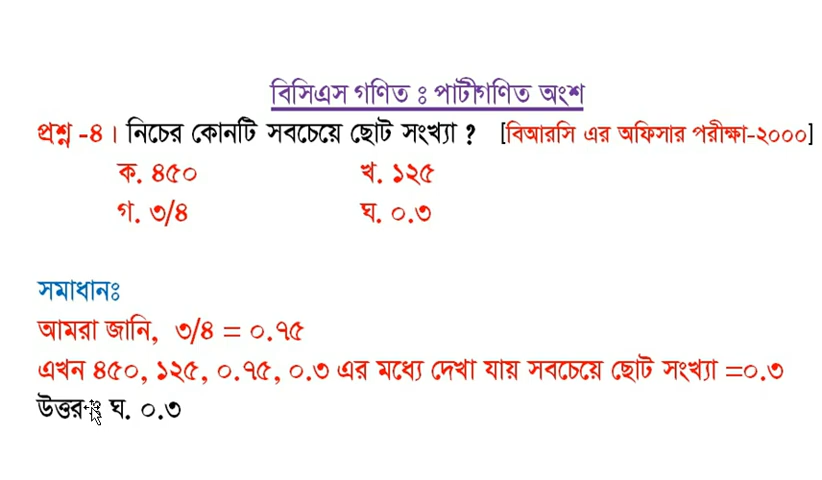 বিসিএস গণিত ঃ পাটীগণিত অংশ
প্রশ্ন -৪ । নিচের কোনটি সবচেয়ে ছোট সংখ্যা ? [বিআরসি এর অফিসার পরীক্ষা-২০০০]
ক. ৪৫০ খ. ১২৫
গ. ৩/৪ ঘ. ০.৩
সমাধানঃ
আমরা জানি, ৩/৪ = ০.৭৫
এখন ৪৫০, ১২৫, ০.৭৫, ০.৩ এর মধ্যে দেখা যায় সবচেয়ে ছোট সংখ্যা =০.৩
উত্তরঃ ঘ. ০.৩